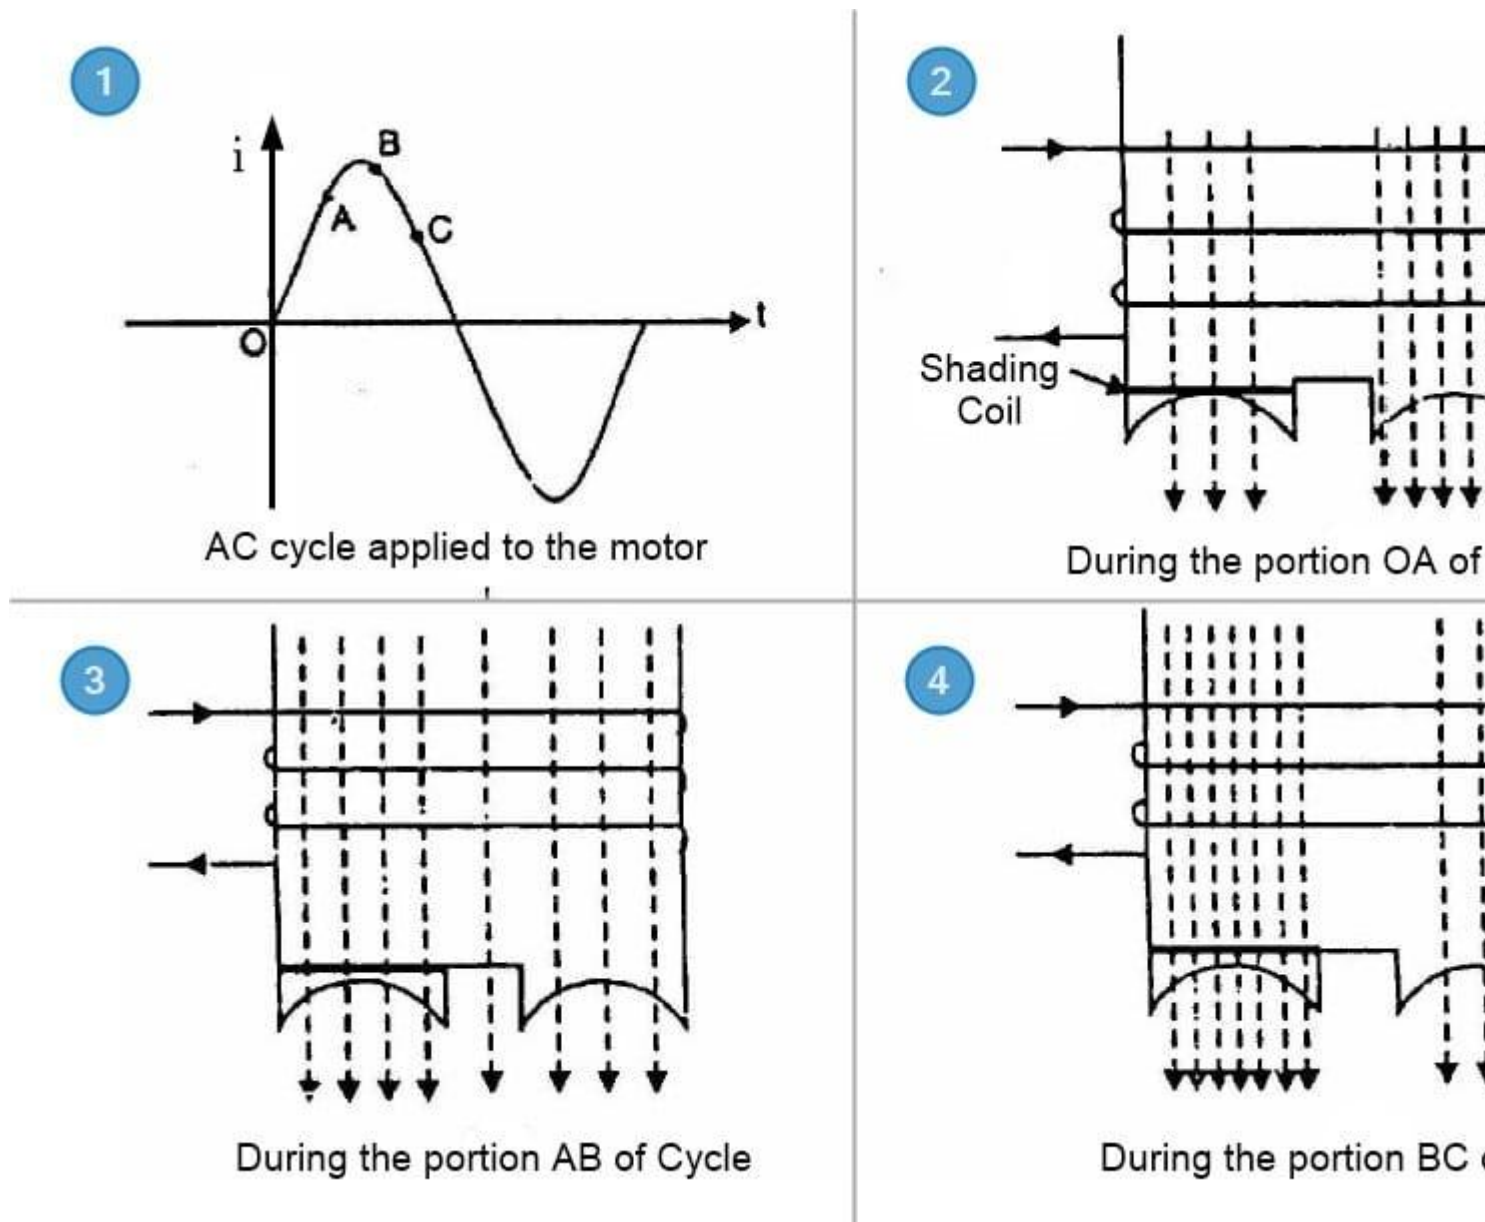 1
i
B
A
C
O
t
AC cycle applied to the motor
2
Shading
Coil
During the portion OA of
3
During the portion AB of Cycle
4
During the portion BC